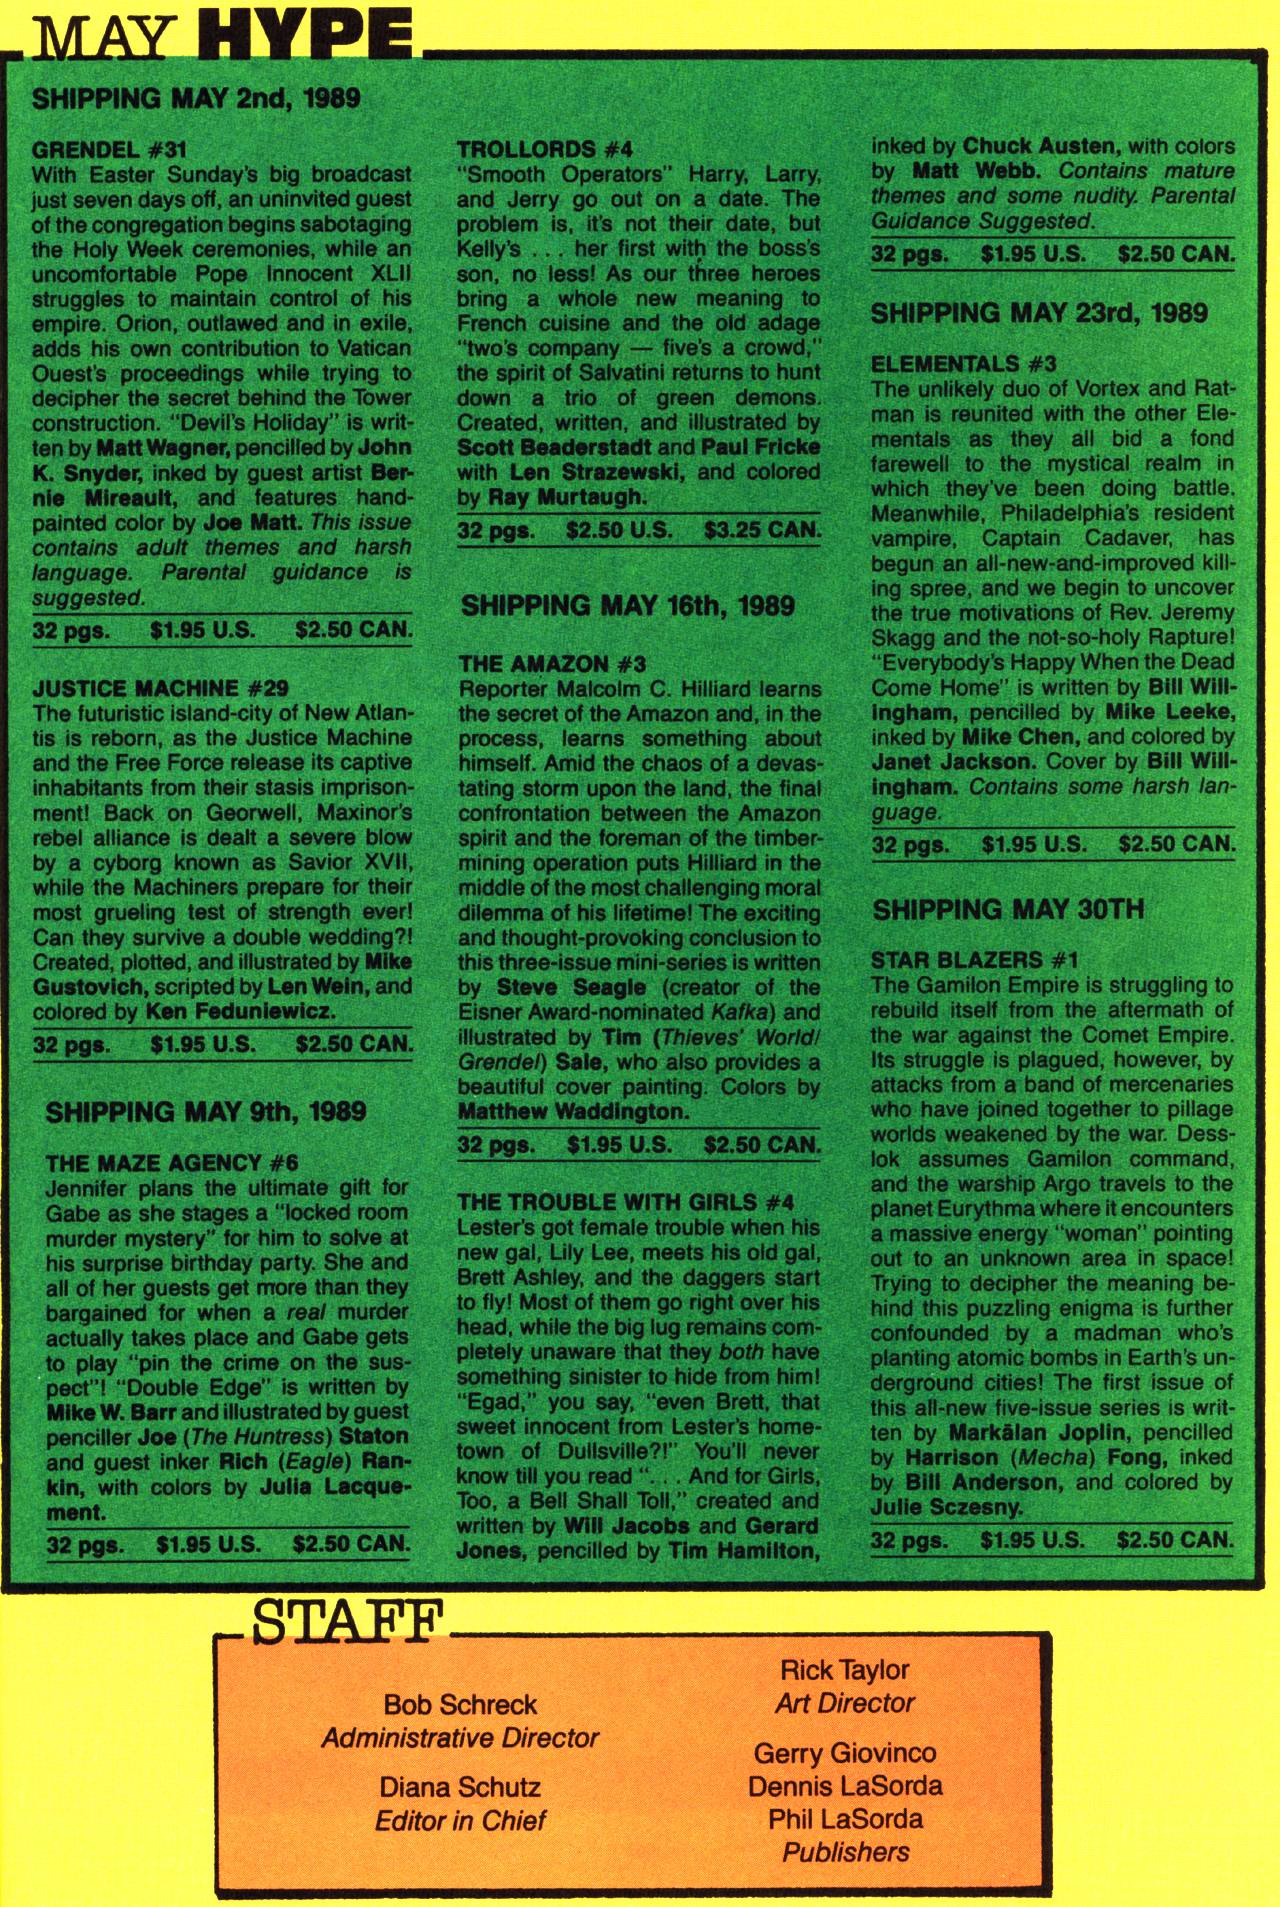 MAY HYPE
SHIPPING MAY 2nd, 1989
GRENDEL #31
With Easter Sunday's big broadcast
just seven days off, an uninvited guest
of the congregation begins sabotaging
the Holy Week ceremonies, while an
uncomfortable Pope Innocent XLII
struggles to maintain control of his
empire. Orion, outlawed and in exile,
adds his own contribution to Vatican
Ouest's proceedings while trying to
decipher the secret behind the Tower
construction. "Devil's Holiday" is writ-
ten by Matt Wagner, pencilled by John
K. Snyder, inked by guest artist Ber-
nie Mireault, and features hand-
painted color by Joe Matt. This issue
contains adult themes and harsh
language. Parental guidance is
suggested.
32 pgs. $1.95 U.S. $2.50 CAN.
JUSTICE MACHINE #29
The futuristic island-city of New Atlan-
tis is reborn, as the Justice Machine
and the Free Force release its captive
inhabitants from their stasis imprison-
ment! Back on Georwell, Maxinor's
rebel alliance is dealt a severe blow
by a cyborg known as Savior XVII,
while the Machiners prepare for their
most grueling test of strength ever!
Can they survive a double wedding?!
Created, plotted, and illustrated by Mike
Gustovich, scripted by Len Wein, and
colored by Ken Feduniewicz.
32 pgs. $1.95 U.S. $2.50 CAN.
SHIPPING MAY 9th, 1989
THE MAZE AGENCY #6
Jennifer plans the ultimate gift for
Gabe as she stages a "locked room
murder mystery" for him to solve at
his surprise birthday party. She and
all of her guests get more than they
bargained for when a real murder
actually takes place and Gabe gets
to play "pin the crime on the sus-
pect"! "Double Edge" is written by
Mike W. Barr and illustrated by guest
penciller Joe (The Huntress) Staton
and guest inker Rich (Eagle) Ran-
kin, with colors by Julia Lacque-
ment.
32 pgs. $1.95 U.S. $2.50 CAN.
TROLLORDS #4
"Smooth Operators" Harry, Larry,
and Jerry go out on a date. The
problem is, it's not their date, but
Kelly's . . . her first with the boss's
son, no less! As our three heroes
bring a whole new meaning to
French cuisine and the old adage
"two's company — five's a crowd,"
the spirit of Salvatini returns to hunt
down a trio of green demons.
Created, written, and illustrated by
Scott Beaderstadt and Paul Fricke
with Len Strazewski, and colored
by Ray Murtaugh.
32 pgs. $2.50 U.S. $3.25 CAN.
SHIPPING MAY 16th, 1989
THE AMAZON #3
Reporter Malcolm C. Hilliard learns
the secret of the Amazon and, in the
process, learns something about
himself. Amid the chaos of a devas-
tating storm upon the land, the final
confrontation between the Amazon
spirit and the foreman of the timber-
mining operation puts Hilliard in the
middle of the most challenging moral
dilemma of his lifetime! The exciting
and thought-provoking conclusion to
this three-issue mini-series is written
by Steve Seagle (creator of the
Eisner Award-nominated Kafka) and
illustrated by Tim (Thieves' World/
Grendel) Sale, who also provides a
beautiful cover painting. Colors by
Matthew Waddington.
32 pgs. $1.95 U.S. $2.50 CAN.
THE TROUBLE WITH GIRLS #4
Lester's got female trouble when his
new gal, Lily Lee, meets his old gal,
Brett Ashley, and the daggers start
to fly! Most of them go right over his
head, while the big lug remains com-
pletely unaware that they both have
something sinister to hide from him!
"Egad," you say, "even Brett, that
sweet innocent from Lester's home-
town of Dullsville?!" You'll never
know till you read ". . . And for Girls,
Too, a Bell Shall Toll," created and
written by Will Jacobs and Gerard
Jones, pencilled by Tim Hamilton,
inked by Chuck Austen, with colors
by Matt Webb. Contains mature
themes and some nudity. Parental
Guidance Suggested.
32 pgs. $1.95 U.S. $2.50 CAN.
SHIPPING MAY 23rd, 1989
ELEMENTALS #3
The unlikely duo of Vortex and Rat-
man is reunited with the other Ele-
mentals as they all bid a fond
farewell to the mystical realm in
which they've been doing battle.
Meanwhile, Philadelphia's resident
vampire, Captain Cadaver, has
begun an all-new-and-improved kill-
ing spree, and we begin to uncover
the true motivations of Rev. Jeremy
Skagg and the not-so-holy Rapture!
"Everybody's Happy When the Dead
Come Home" is written by Bill Will-
ingham, pencilled by Mike Leeke,
inked by Mike Chen, and colored by
Janet Jackson. Cover by Bill Will-
ingham. Contains some harsh lan-
guage.
32 pgs. $1.95 U.S. $2.50 CAN.
SHIPPING MAY 30TH
STAR BLAZERS #1
The Gamilon Empire is struggling to
rebuild itself from the aftermath of
the war against the Comet Empire.
Its struggle is plagued, however, by
attacks from a band of mercenaries
who have joined together to pillage
worlds weakened by the war. Dess-
lok assumes Gamilon command,
and the warship Argo travels to the
planet Eurythma where it encounters
a massive energy "woman" pointing
out to an unknown area in space!
Trying to decipher the meaning be-
hind this puzzling enigma is further
confounded by a madman who's
planting atomic bombs in Earth's un-
derground cities! The first issue of
this all-new five-issue series is writ-
ten by Markälan Joplin, pencilled
by Harrison (Mecha) Fong, inked
by Bill Anderson, and colored by
Julie Sczesny.
32 pgs. $1.95 U.S. $2.50 CAN.
STAFF
Bob Schreck
Administrative Director
Diana Schutz
Editor in Chief
Rick Taylor
Art Director
Gerry Giovinco
Dennis LaSorda
Phil LaSorda
Publishers